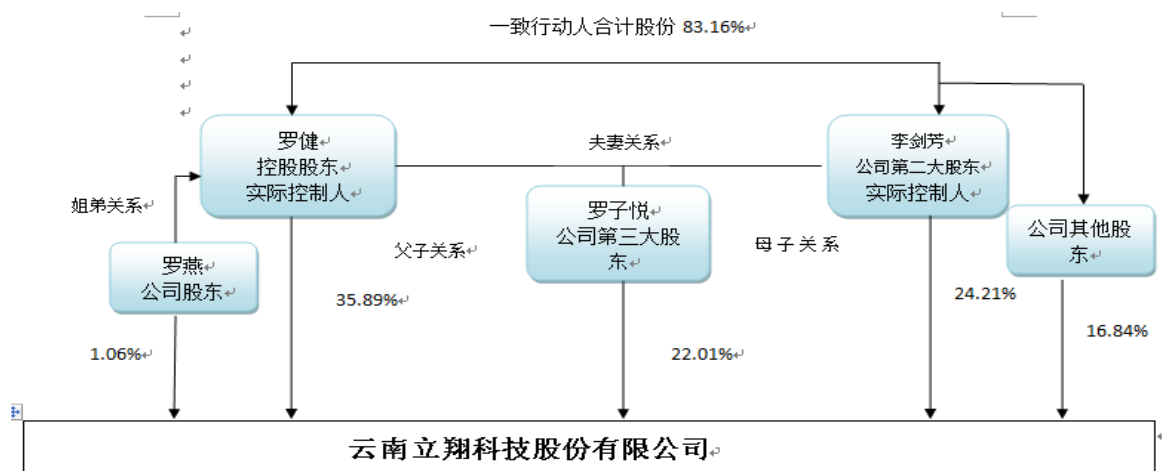 一致行动人合计股份 83.16%
罗健
控股股东
实际控制人
夫妻关系
李剑芳
公司第二大股东
实际控制人
姐弟关系
罗子悦
公司第三大股
东
公司其他股
东
父子关系
母子关系
罗燕
公司股东
35.89%
24.21%
16.84%
1.06%
22.01%
云南立翔科技股份有限公司